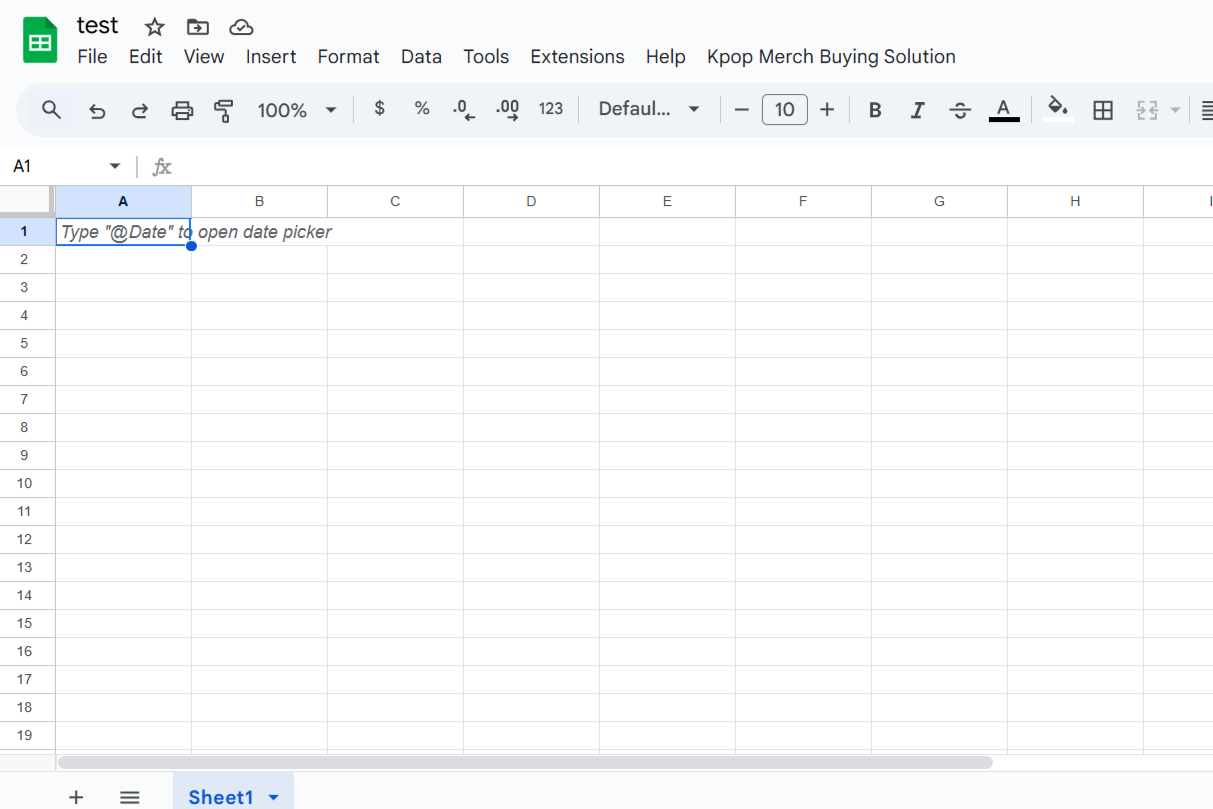 test
File Edit View Insert Format Data Tools Extensions Help Kpop Merch Buying Solution
100% $ % .0 .00 123 Defaul... 10 B I S A
A1 fx
A B C D E F G H I
1 Type "@Date" to open date picker
2
3
4
5
6
7
8
9
10
11
12
13
14
15
16
17
18
19
Sheet1